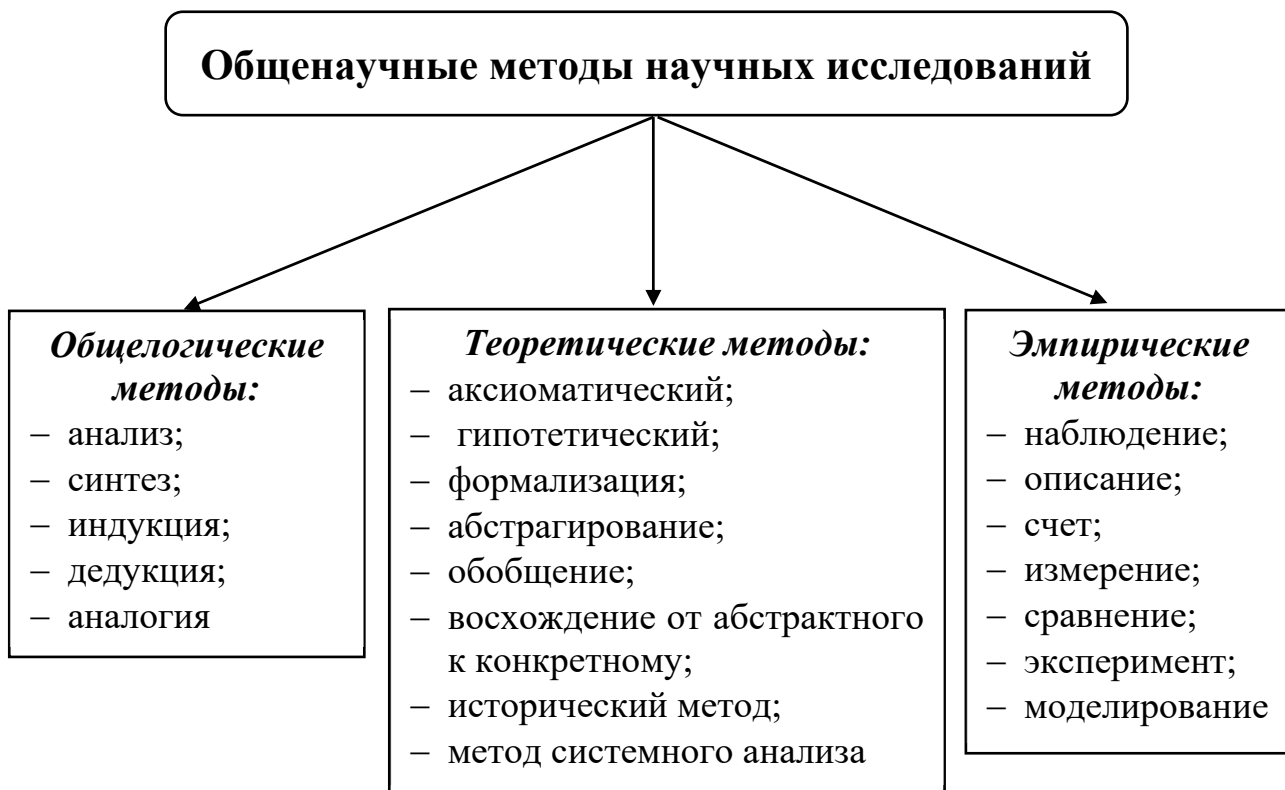 Общенаучные методы научных исследований
Общелогические
методы:
– анализ;
– синтез;
– индукция;
– дедукция;
– аналогия
Теоретические методы:
– аксиоматический;
– гипотетический;
– формализация;
– абстрагирование;
– обобщение;
– восхождение от абстрактного
к конкретному;
– исторический метод;
– метод системного анализа
Эмпирические
методы:
– наблюдение;
– описание;
– счет;
– измерение;
– сравнение;
– эксперимент;
– моделирование